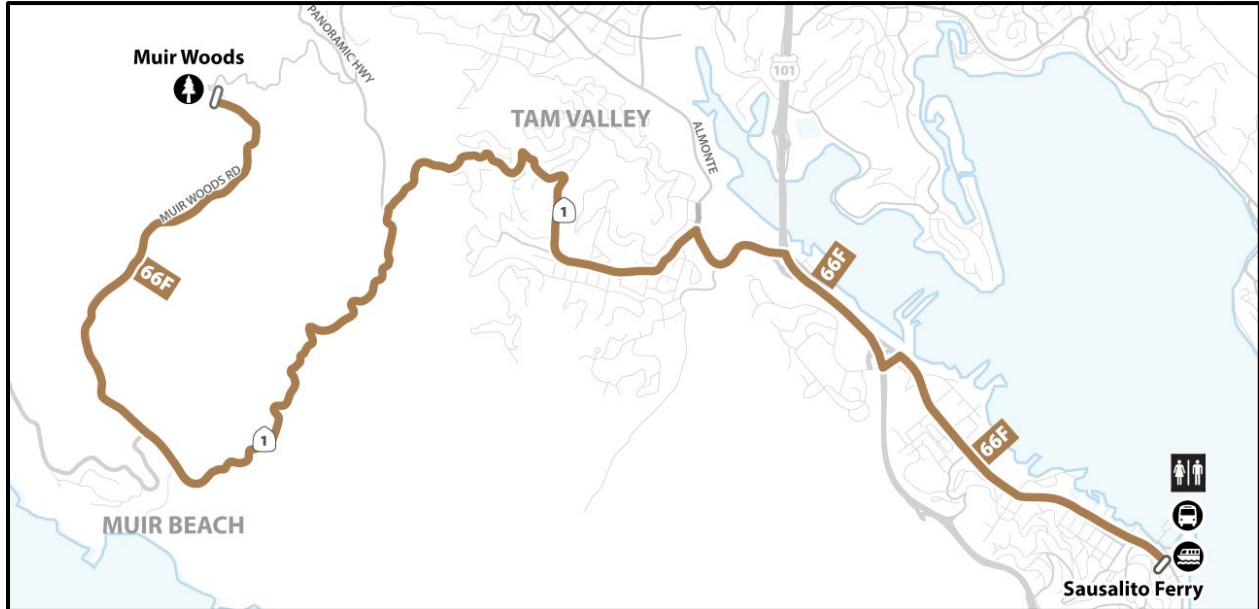 PANORAMIC HWY
Muir Woods
101
TAM VALLEY
ALMONTE
MUIR WOODS RD
1
66F
66F
1
66F
MUIR BEACH
Sausalito Ferry